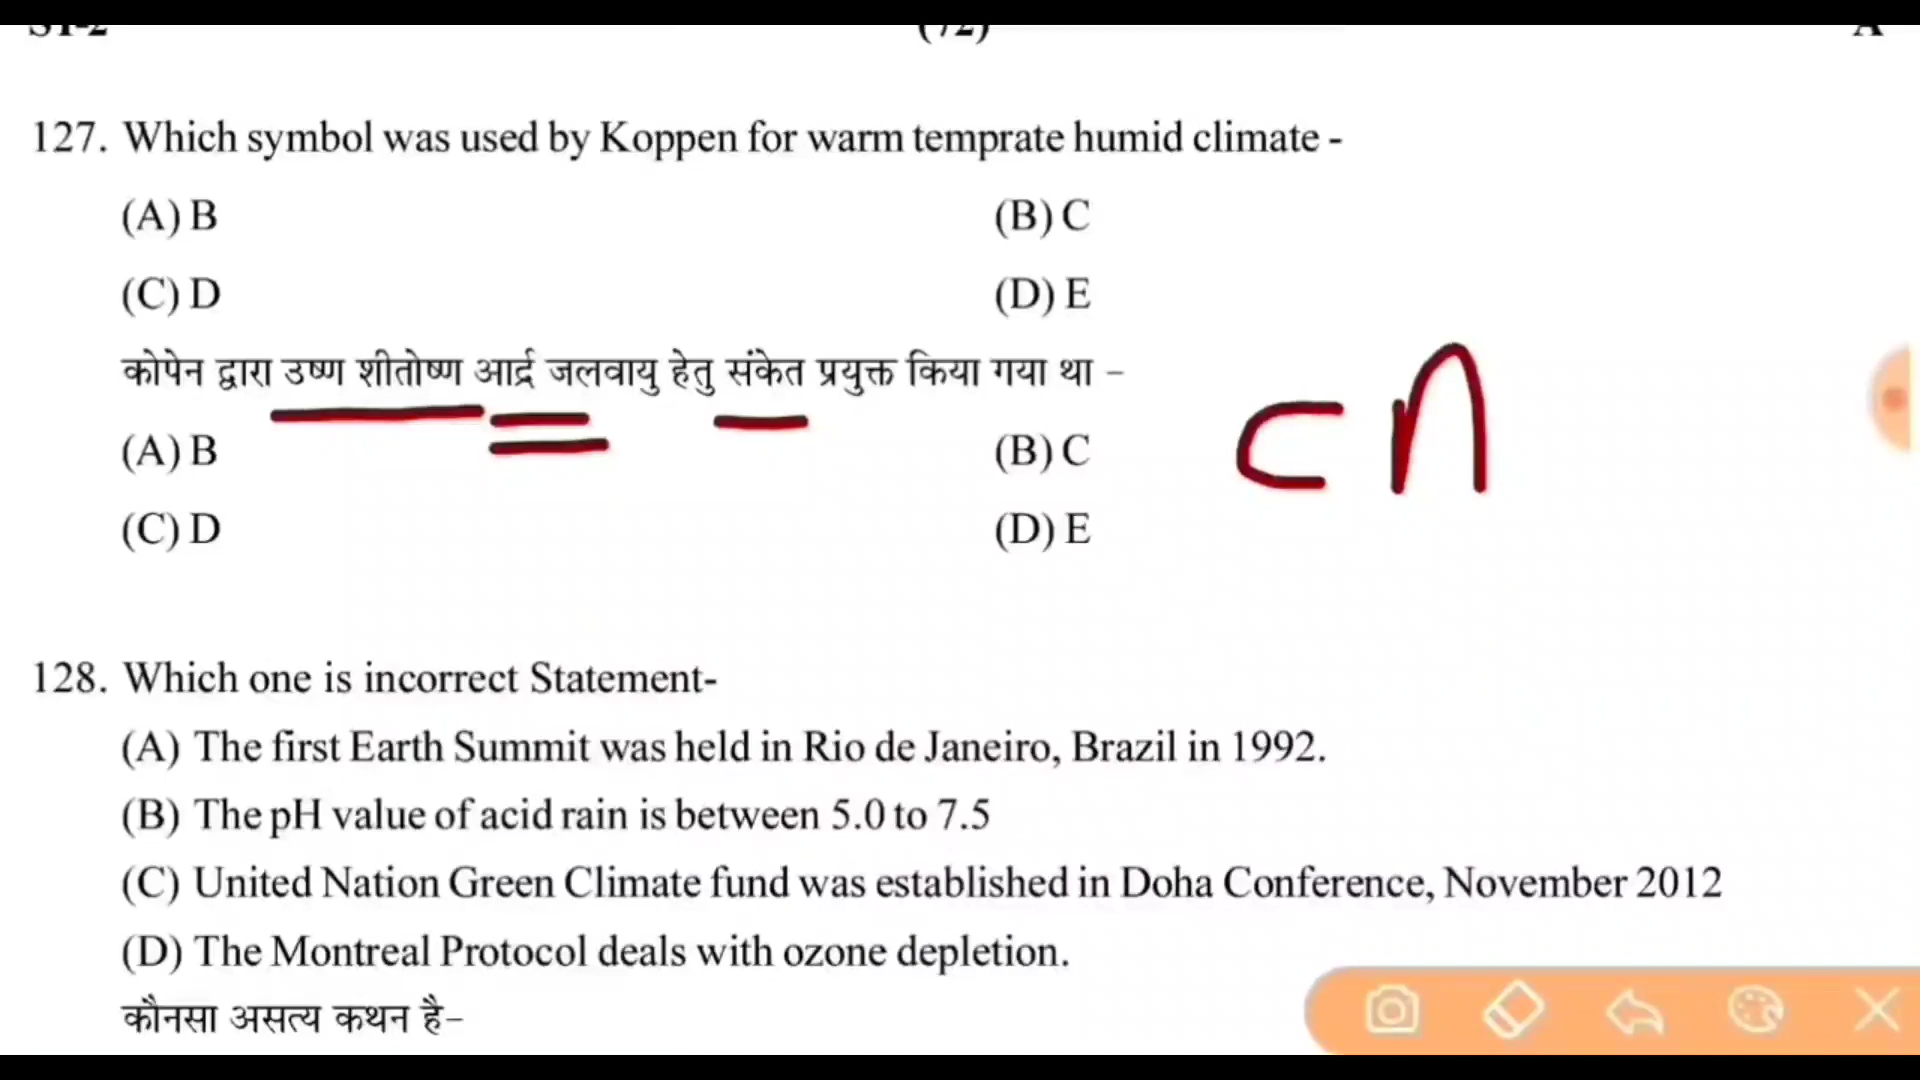 127. Which symbol was used by Koppen for warm temprate humid climate -
(A) B (B) C
(C) D (D) E
कोपेन द्वारा उष्ण शीतोष्ण आर्द्र जलवायु हेतु संकेत प्रयुक्त किया गया था –
(A) B (B) C
(C) D (D) E
128. Which one is incorrect Statement-
(A) The first Earth Summit was held in Rio de Janeiro, Brazil in 1992.
(B) The pH value of acid rain is between 5.0 to 7.5
(C) United Nation Green Climate fund was established in Doha Conference, November 2012
(D) The Montreal Protocol deals with ozone depletion.
कौनसा असत्य कथन है–